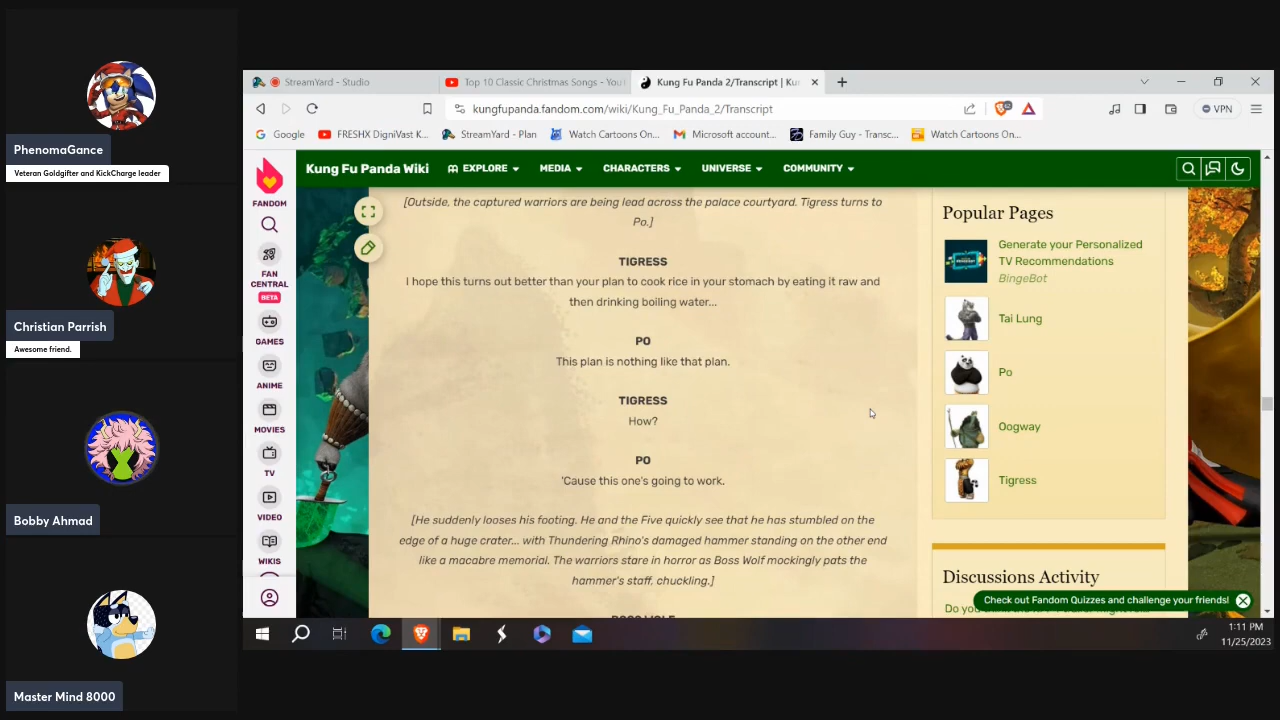 PhenomaGance
Veteran Goldgifter and KickCharge leader
Christian Parrish
Awesome friend.
Bobby Ahmad
Master Mind 8000
StreamYard - Studio
Top 10 Classic Christmas Songs - You
Kung Fu Panda 2/Transcript | Ku
kungfupanda.fandom.com/wiki/Kung_Fu_Panda_2/Transcript
VPN
Google
FRESHX DigniVast K...
StreamYard - Plan
Watch Cartoons On...
Microsoft account...
Family Guy - Transc...
Watch Cartoons On...
Kung Fu Panda Wiki
EXPLORE
MEDIA
CHARACTERS
UNIVERSE
COMMUNITY
FANDOM
FAN
CENTRAL
BETA
GAMES
ANIME
MOVIES
TV
VIDEO
WIKIS
[Outside, the captured warriors are being lead across the palace courtyard. Tigress turns to
Po.]
TIGRESS
I hope this turns out better than your plan to cook rice in your stomach by eating it raw and
then drinking boiling water...
PO
This plan is nothing like that plan.
TIGRESS
How?
PO
'Cause this one's going to work.
[He suddenly looses his footing. He and the Five quickly see that he has stumbled on the
edge of a huge crater... with Thundering Rhino's damaged hammer standing on the other end
like a macabre memorial. The warriors stare in horror as Boss Wolf mockingly pats the
hammer's staff, chuckling.]
Popular Pages
Generate your Personalized
TV Recommendations
BingeBot
Tai Lung
Po
Oogway
Tigress
Discussions Activity
Check out Fandom Quizzes and challenge your friends!
1:11 PM
11/25/2023